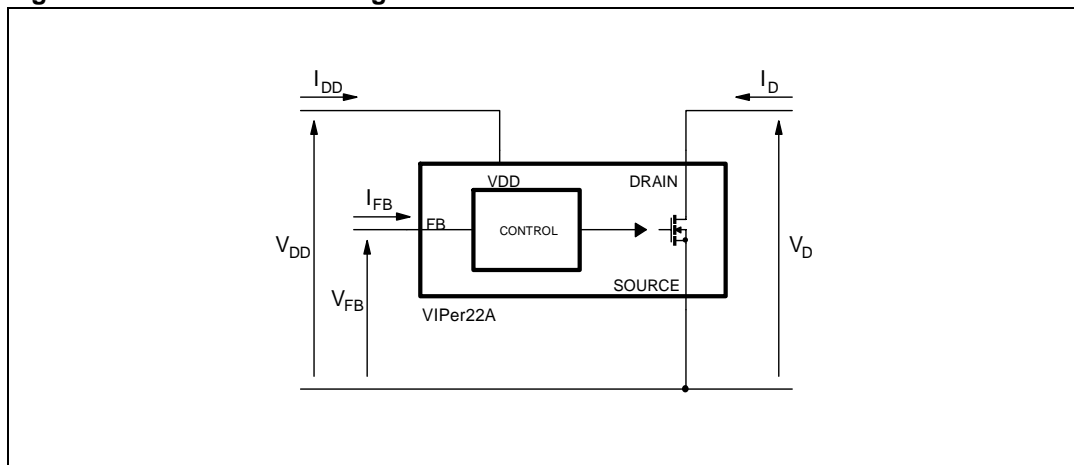 I_DD
I_D
VDD
DRAIN
I_FB
FB
CONTROL
V_DD
V_D
V_FB
SOURCE
VIPer22A